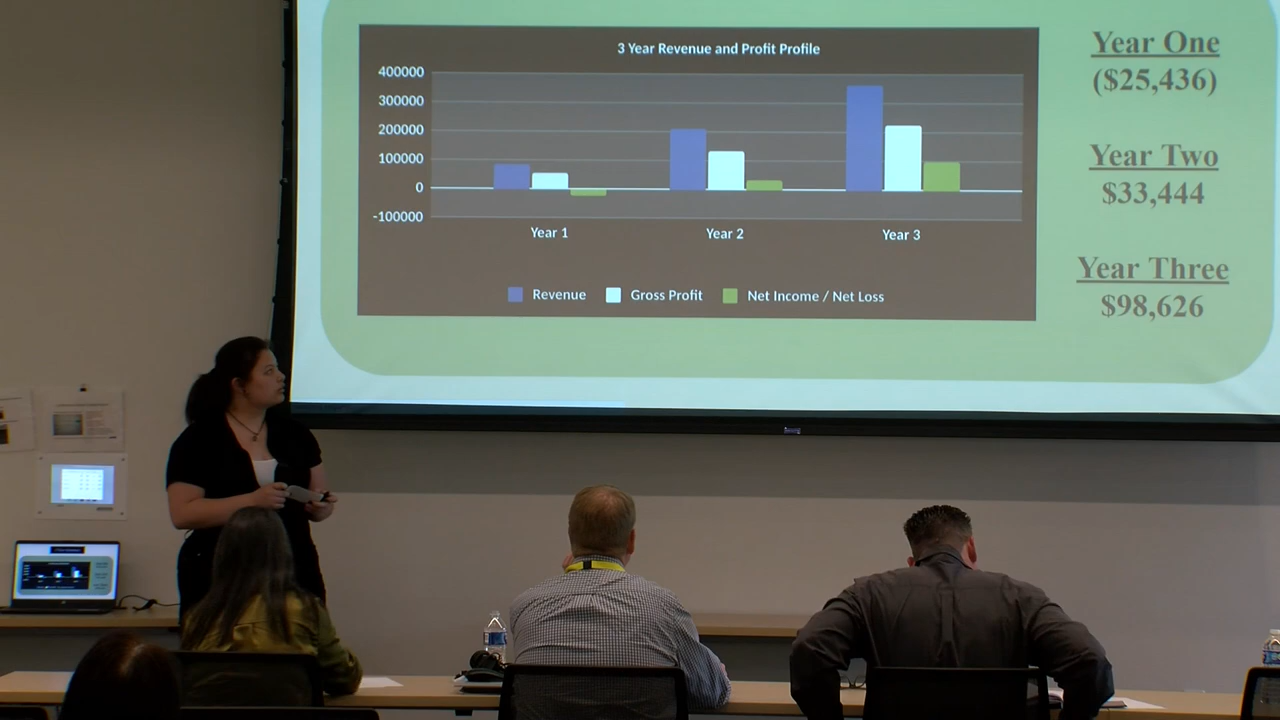 3 Year Revenue and Profit Profile
400000
300000
200000
100000
0
-100000
Year 1
Year 2
Year 3
Revenue
Gross Profit
Net Income / Net Loss
Year One
($25,436)
Year Two
$33,444
Year Three
$98,626